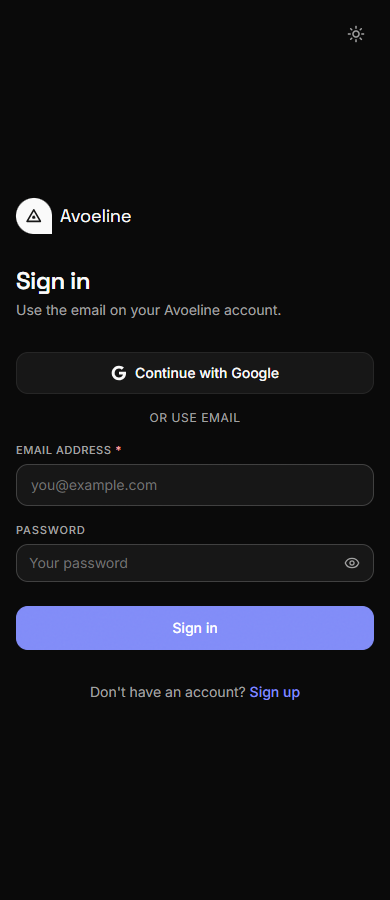 Avoeline
Sign in
Use the email on your Avoeline account.
Continue with Google
OR USE EMAIL
EMAIL ADDRESS *
you@example.com
PASSWORD
Your password
Sign in
Don't have an account? Sign up